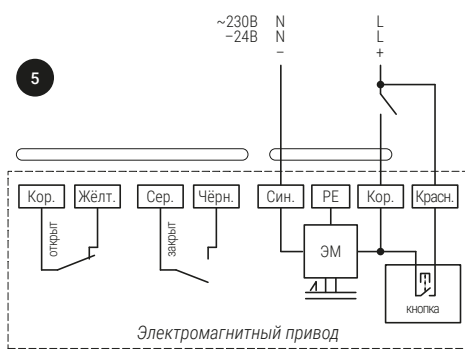 ~230В N L
−24В N L
− +
5
Кор. Жёлт. Сер. Чёрн. Син. PE Кор. Красн.
открыт
закрыт
ЭМ
кнопка
Электромагнитный привод